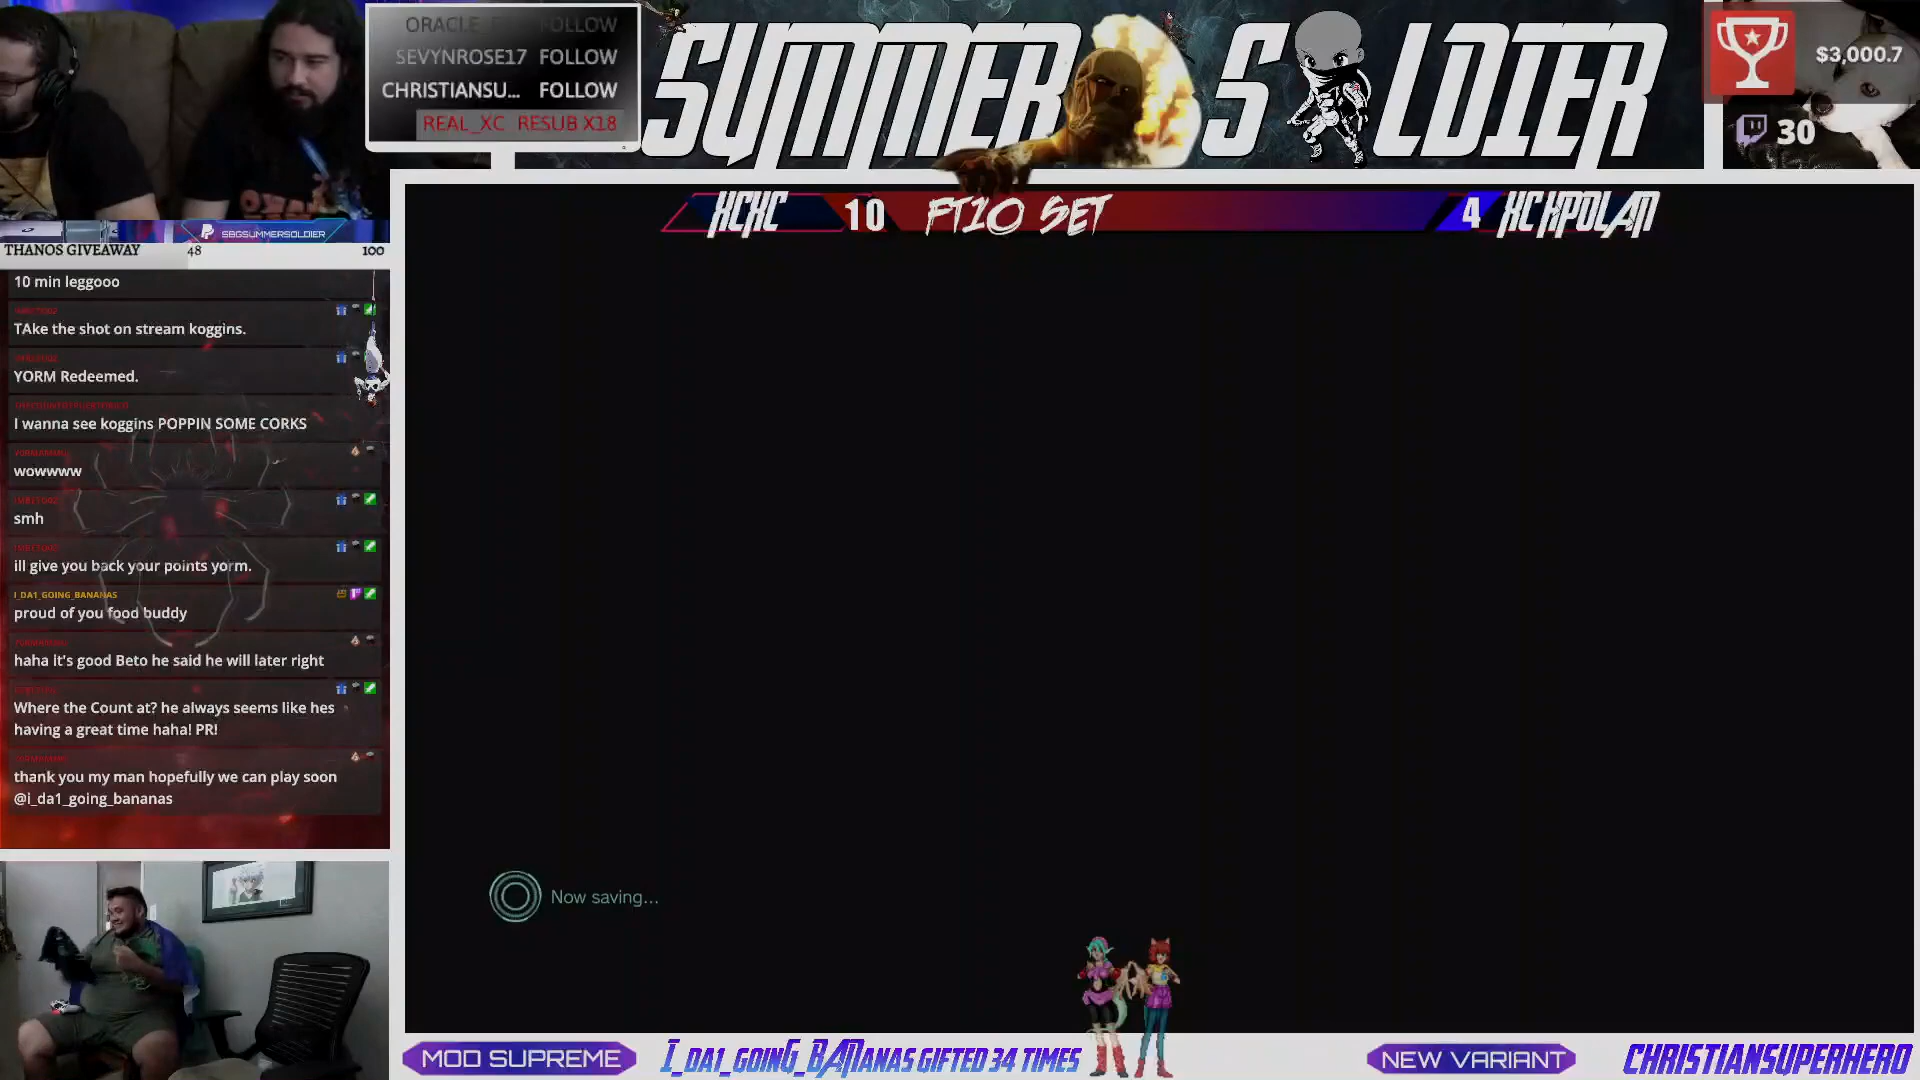 ORACLE_ FOLLOW
SEVYNROSE17 FOLLOW
CHRISTIANSU... FOLLOW
REAL_XC RESUB X18
SUMMER SOLDIER
$3,000.7
30
SBGSUMMERSOLDIER
THANOS GIVEAWAY 48 100
XCXC 10 FT10 SET 4 XCXPOLAN
10 min leggooo
TAke the shot on stream koggins.
YORM Redeemed.
I wanna see koggins POPPIN SOME CORKS
wowwww
smh
ill give you back your points yorm.
I_DA1_GOING_BANANAS
proud of you food buddy
haha it's good Beto he said he will later right
Where the Count at? he always seems like hes
having a great time haha! PR!
thank you my man hopefully we can play soon
@i_da1_going_bananas
Now saving...
MOD SUPREME
I_DA1_GOING_BANANAS GIFTED 34 TIMES
NEW VARIANT
CHRISTIANSUPERHERO